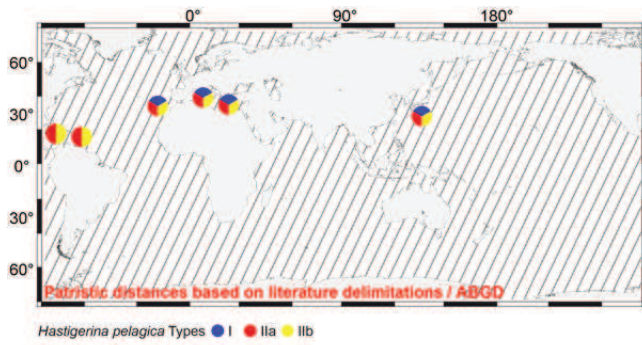 0° 90° 180°
60°
30°
0°
30°
60°
Patristic distances based on literature delimitations / ABGD
Hastigerina pelagica Types I IIa IIb